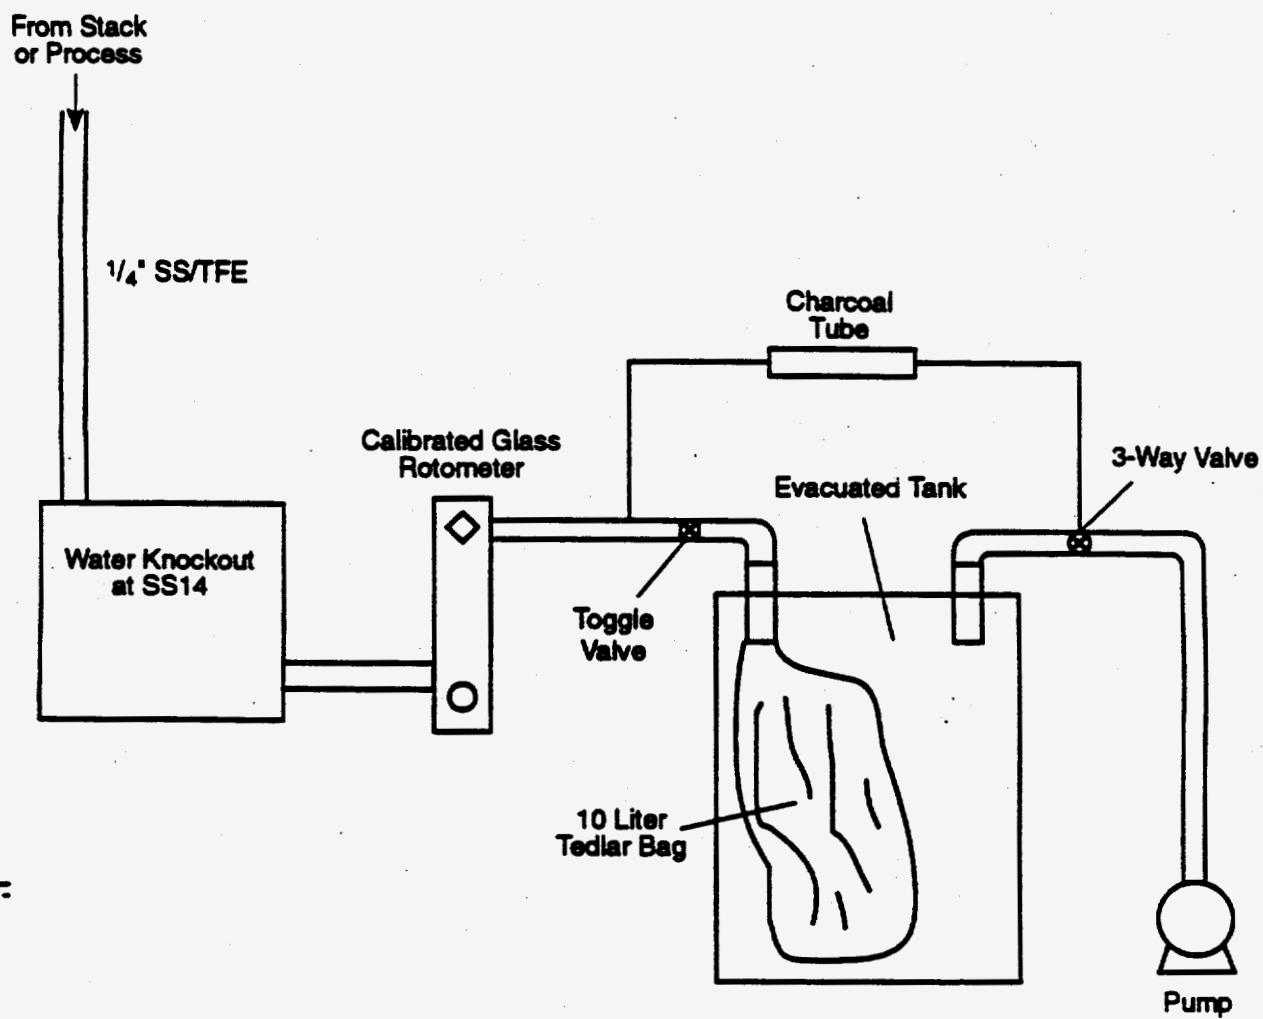 From Stack
or Process
1/4" SS/TFE
Charcoal
Tube
Calibrated Glass
Rotometer
3-Way Valve
Evacuated Tank
Water Knockout
at SS14
Toggle
Valve
10 Liter
Tedlar Bag
Pump